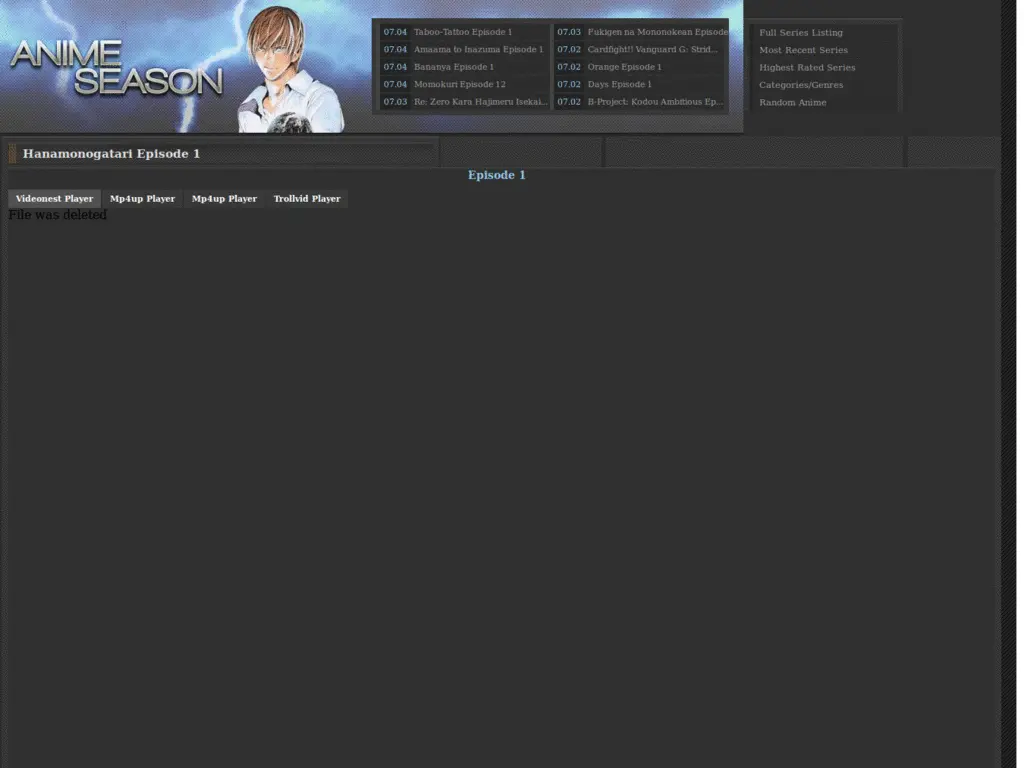 ANIME
SEASON
07.04 Taboo-Tattoo Episode 1
07.04 Amaama to Inazuma Episode 1
07.04 Bananya Episode 1
07.04 Momokuri Episode 12
07.03 Re: Zero Kara Hajimeru Isekai...
07.03 Fukigen na Mononokean Episode
07.02 Cardfight!! Vanguard G: Strid...
07.02 Orange Episode 1
07.02 Days Episode 1
07.02 B-Project: Kodou Ambitious Ep...
Full Series Listing
Most Recent Series
Highest Rated Series
Categories/Genres
Random Anime
Hanamonogatari Episode 1
Episode 1
Videonest Player Mp4up Player Mp4up Player Trollvid Player
File was deleted